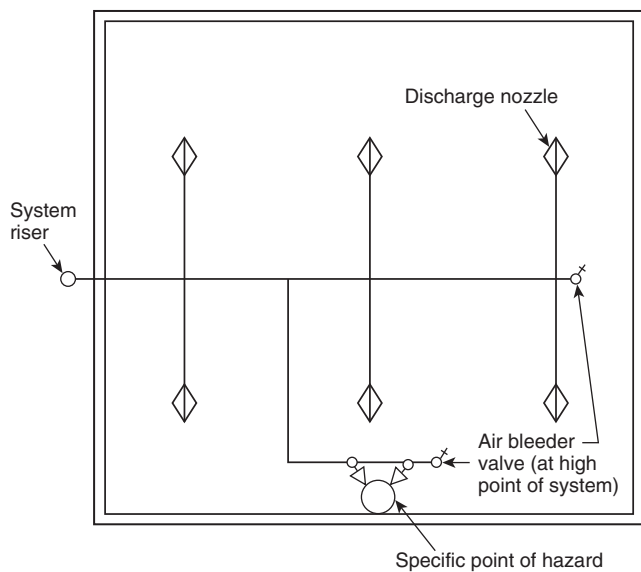 Discharge nozzle
System
riser
Air bleeder
valve (at high
point of system)
Specific point of hazard